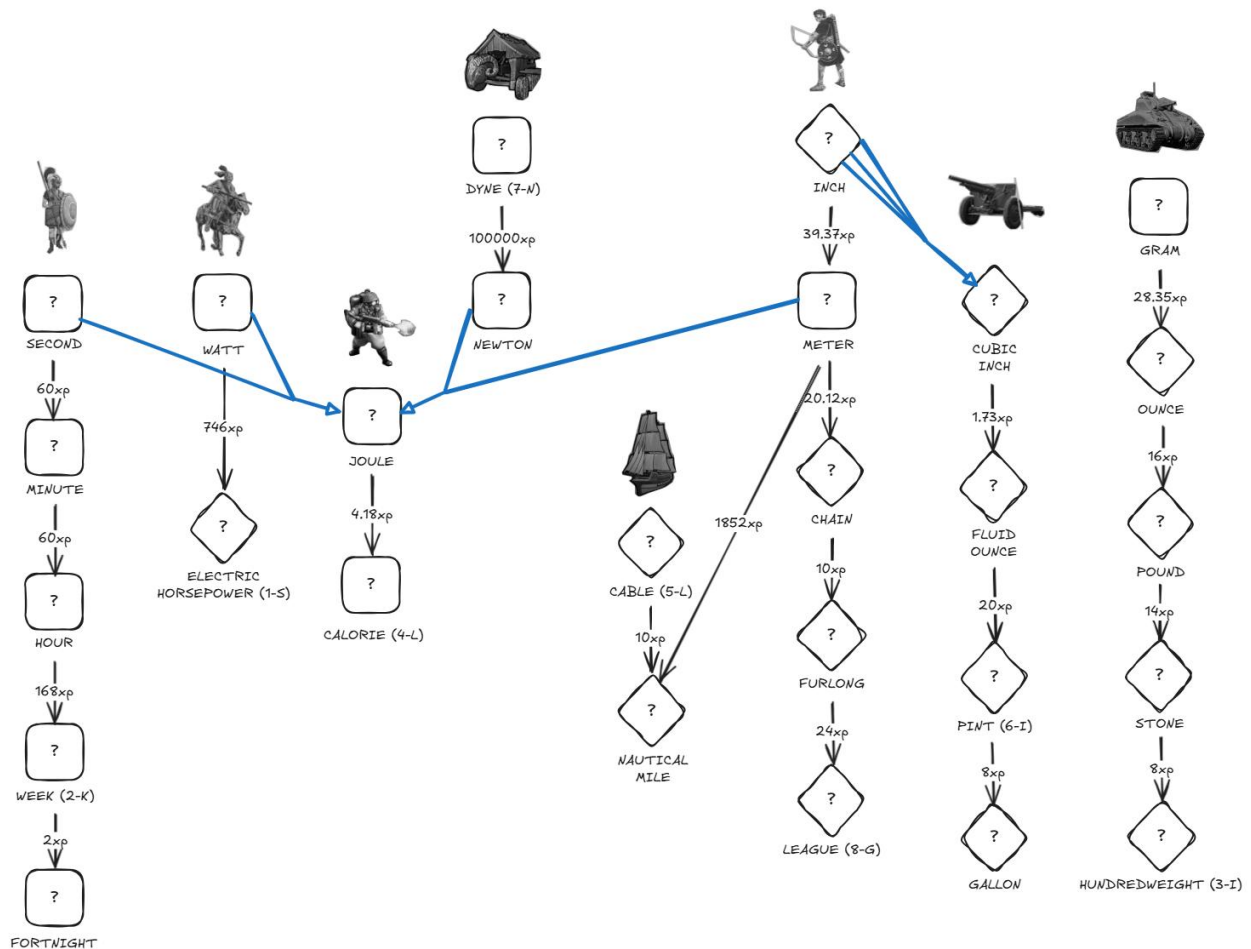 ?
DYNE (7-N)
100000xp
?
NEWTON
?
INCH
39.37xp
?
METER
20.12xp
?
CHAIN
10xp
?
FURLONG
24xp
?
LEAGUE (8-G)
1852xp
?
SECOND
60xp
?
MINUTE
60xp
?
HOUR
168xp
?
WEEK (2-K)
2xp
?
FORTNIGHT
?
WATT
746xp
?
ELECTRIC
HORSEPOWER (1-S)
?
JOULE
4.18xp
?
CALORIE (4-L)
?
CABLE (5-L)
10xp
?
NAUTICAL
MILE
?
CUBIC
INCH
1.73xp
?
FLUID
OUNCE
20xp
?
PINT (6-I)
8xp
?
GALLON
?
GRAM
28.35xp
?
OUNCE
16xp
?
POUND
14xp
?
STONE
8xp
?
HUNDREDWEIGHT (3-I)